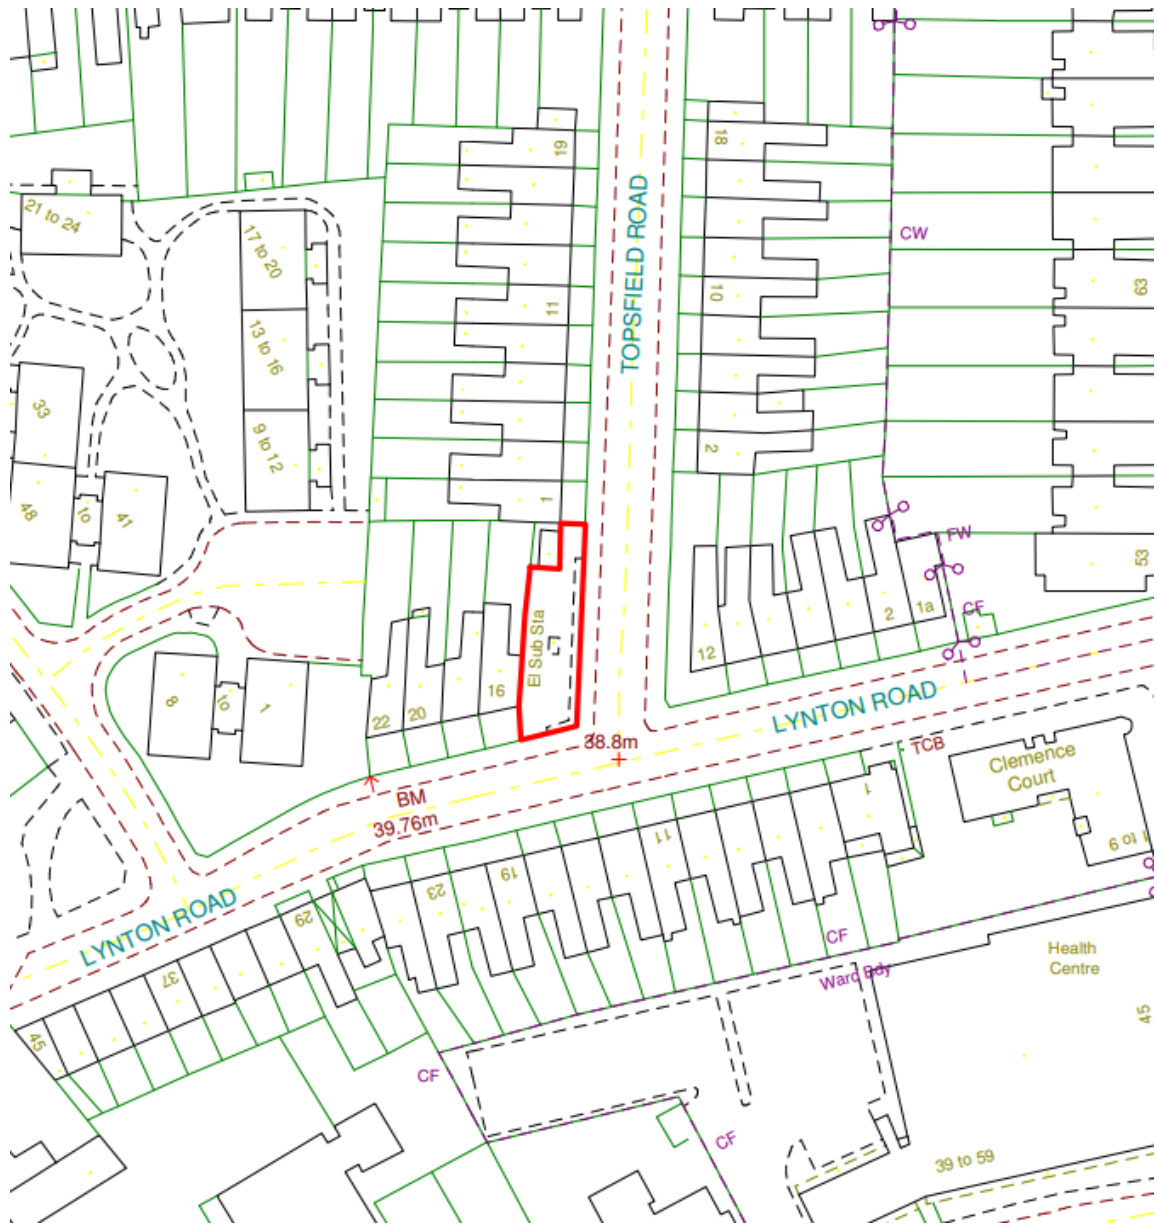 19
18
21 to 24
17 to 20
CW
TOPSFIELD ROAD
11
10
63
13 to 16
33
9 to 12
2
1
48
to
41
FW
53
CF
El Sub Sta
2
1a
12
8
to
1
22
20
16
LYNTON ROAD
38.8m
TCB
Clemence
Court
BM
39.76m
1
11
1 to 9
19
23
29
CF
LYNTON ROAD
37
Ward Bdy
Health
Centre
45
45
CF
CF
39 to 59